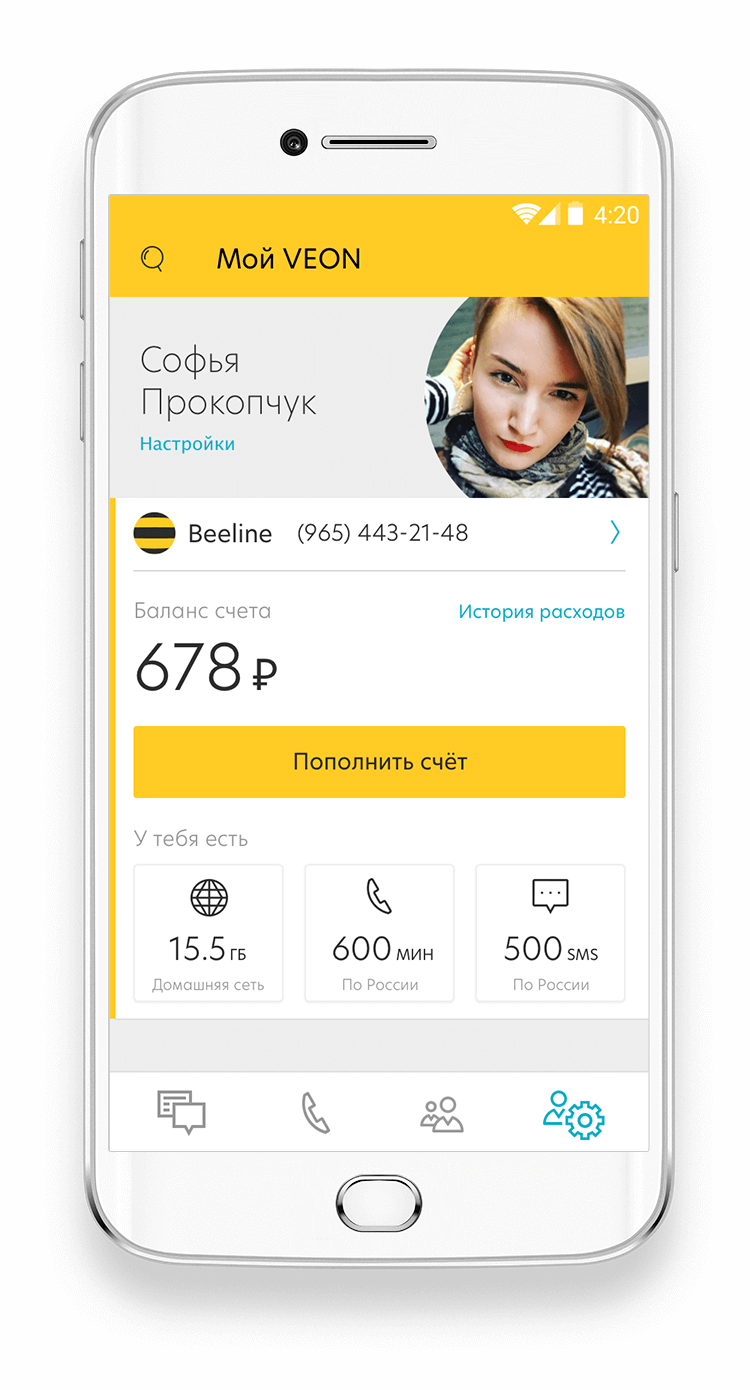 4:20
Мой VEON
Софья
Прокопчук
Настройки
Beeline (965) 443-21-48
Баланс счета История расходов
678 ₽
Пополнить счёт
У тебя есть
15.5 ГБ 600 МИН 500 SMS
Домашняя сеть По России По России